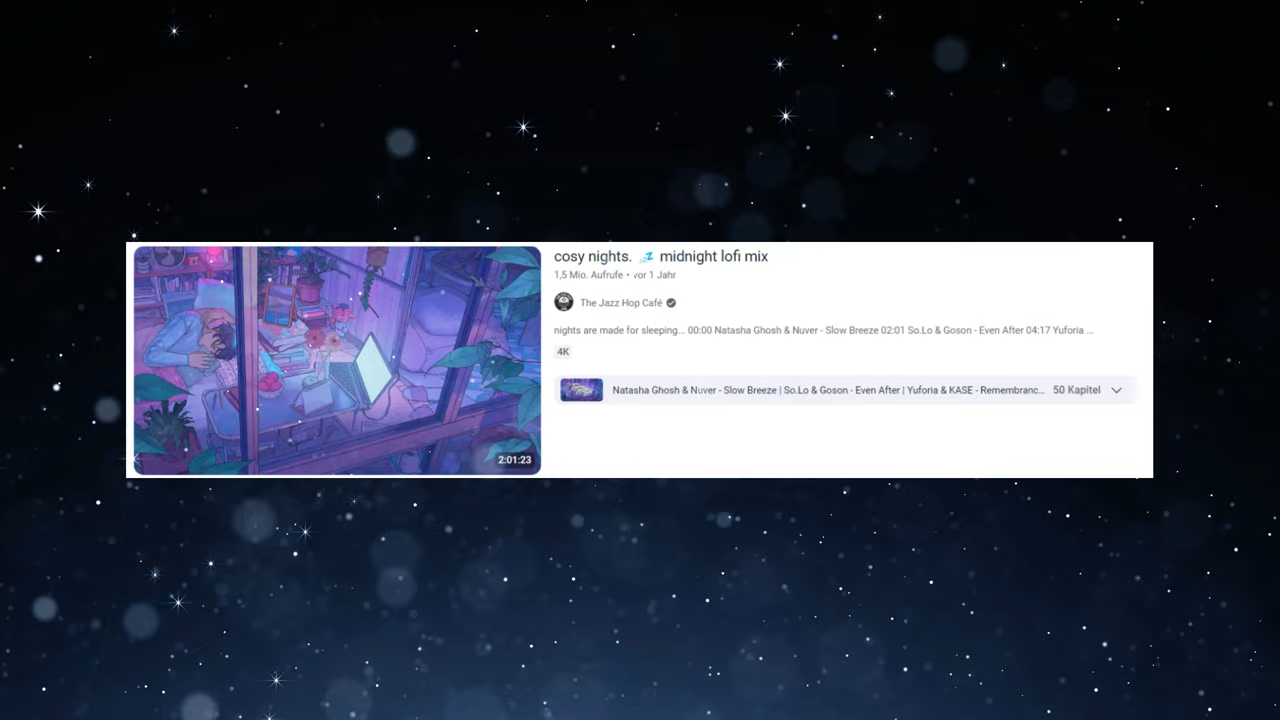 cosy nights. 💤 midnight lofi mix
1,5 Mio. Aufrufe • vor 1 Jahr
The Jazz Hop Café
nights are made for sleeping... 00:00 Natasha Ghosh & Nuver - Slow Breeze 02:01 So.Lo & Goson - Even After 04:17 Yuforia ...
4K
Natasha Ghosh & Nuver - Slow Breeze | So.Lo & Goson - Even After | Yuforia & KASE - Remembranc... 50 Kapitel
2:01:23